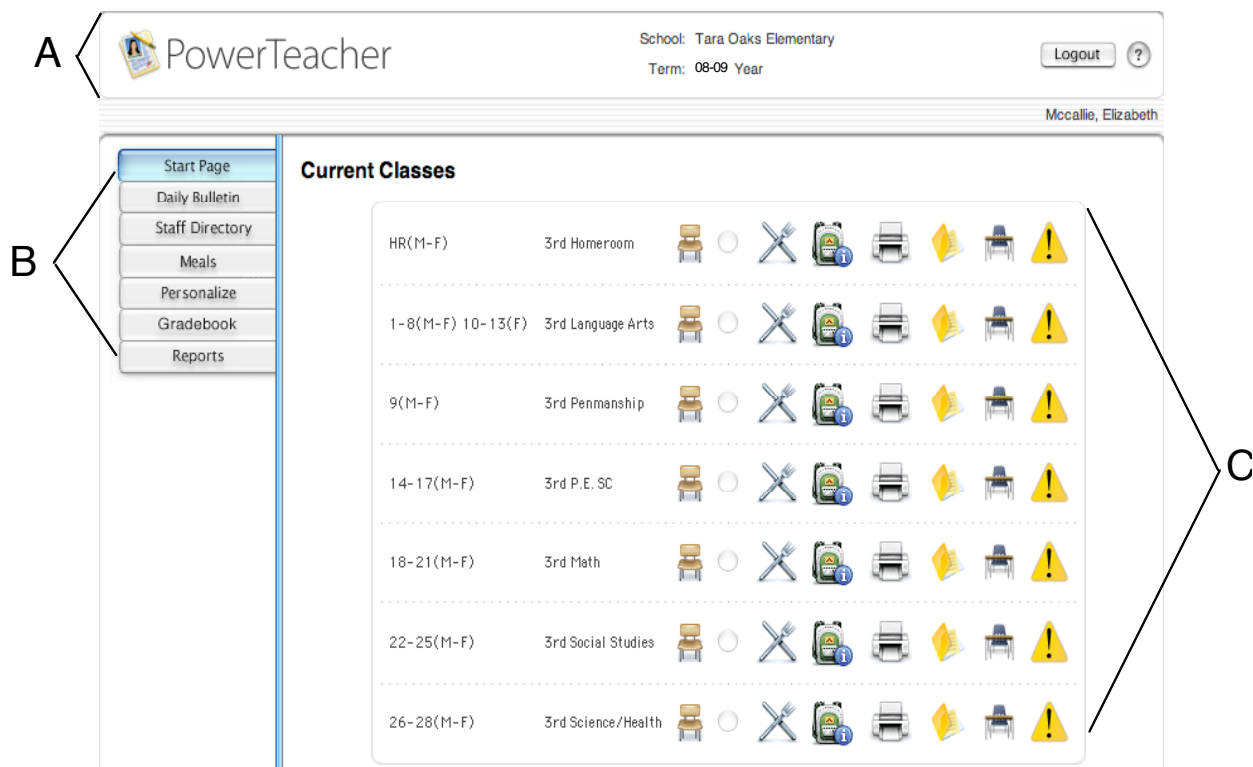 A
PowerTeacher
School: Tara Oaks Elementary
Term: 08-09 Year
Logout ?
Mccallie, Elizabeth
B
Start Page
Daily Bulletin
Staff Directory
Meals
Personalize
Gradebook
Reports
Current Classes
HR(M-F) 3rd Homeroom
1-8(M-F) 10-13(F) 3rd Language Arts
9(M-F) 3rd Penmanship
14-17(M-F) 3rd P.E. SC
18-21(M-F) 3rd Math
22-25(M-F) 3rd Social Studies
26-28(M-F) 3rd Science/Health
C